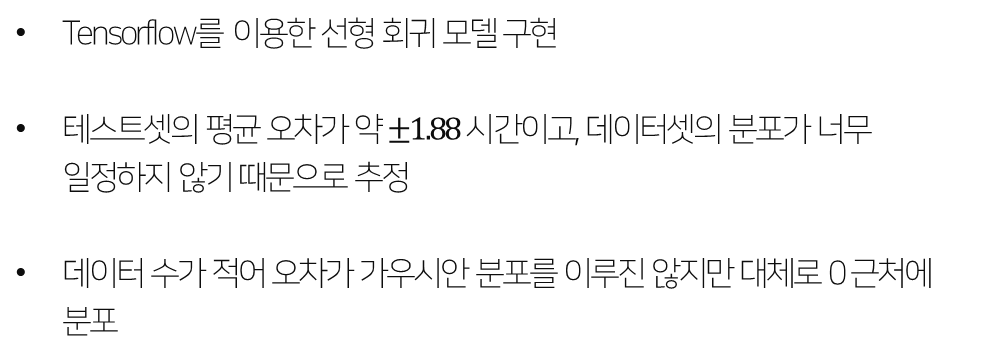 • Tensorflow를 이용한 선형 회귀 모델 구현
• 테스트셋의 평균 오차가 약 ±1.88 시간이고, 데이터셋의 분포가 너무
일정하지 않기 때문으로 추정
• 데이터 수가 적어 오차가 가우시안 분포를 이루진 않지만 대체로 0 근처에
분포